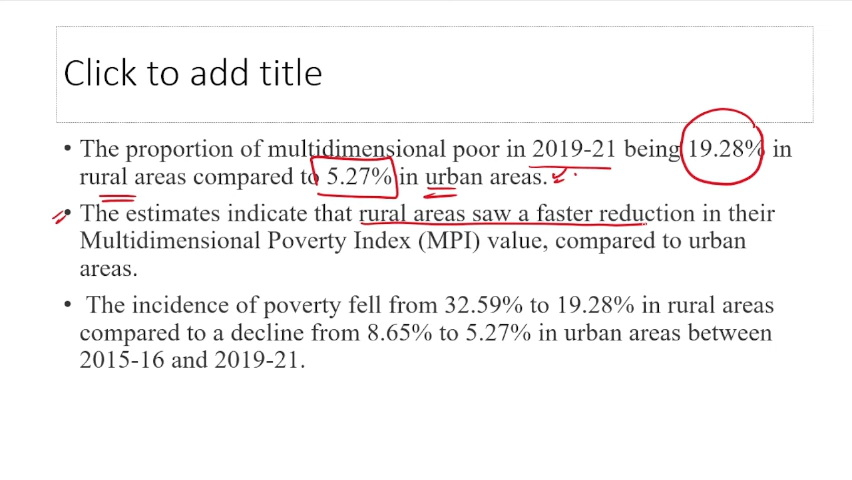 Click to add title
• The proportion of multidimensional poor in 2019-21 being 19.28% in
rural areas compared to 5.27% in urban areas.
• The estimates indicate that rural areas saw a faster reduction in their
Multidimensional Poverty Index (MPI) value, compared to urban
areas.
• The incidence of poverty fell from 32.59% to 19.28% in rural areas
compared to a decline from 8.65% to 5.27% in urban areas between
2015-16 and 2019-21.